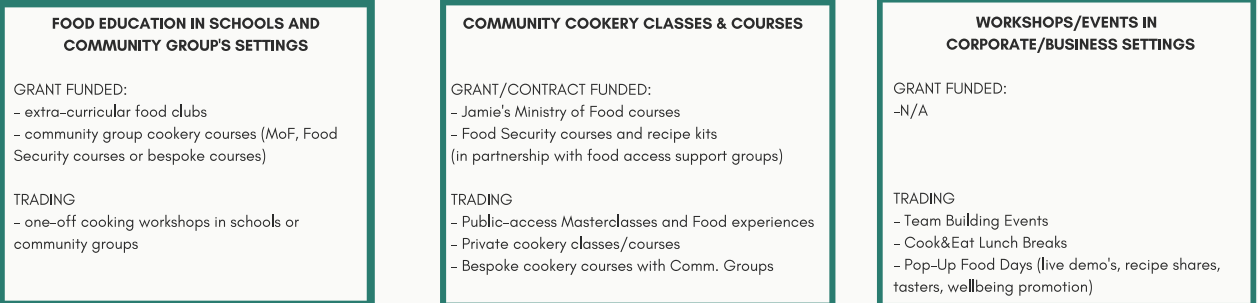 FOOD EDUCATION IN SCHOOLS AND
COMMUNITY GROUP'S SETTINGS
GRANT FUNDED:
- extra-curricular food clubs
- community group cookery courses (MoF, Food
Security courses or bespoke courses)
TRADING
- one-off cooking workshops in schools or
community groups
COMMUNITY COOKERY CLASSES & COURSES
GRANT/CONTRACT FUNDED:
- Jamie's Ministry of Food courses
- Food Security courses and recipe kits
(in partnership with food access support groups)
TRADING
- Public-access Masterclasses and Food experiences
- Private cookery classes/courses
- Bespoke cookery courses with Comm. Groups
WORKSHOPS/EVENTS IN
CORPORATE/BUSINESS SETTINGS
GRANT FUNDED:
-N/A
TRADING
- Team Building Events
- Cook&Eat Lunch Breaks
- Pop-Up Food Days (live demo's, recipe shares,
tasters, wellbeing promotion)